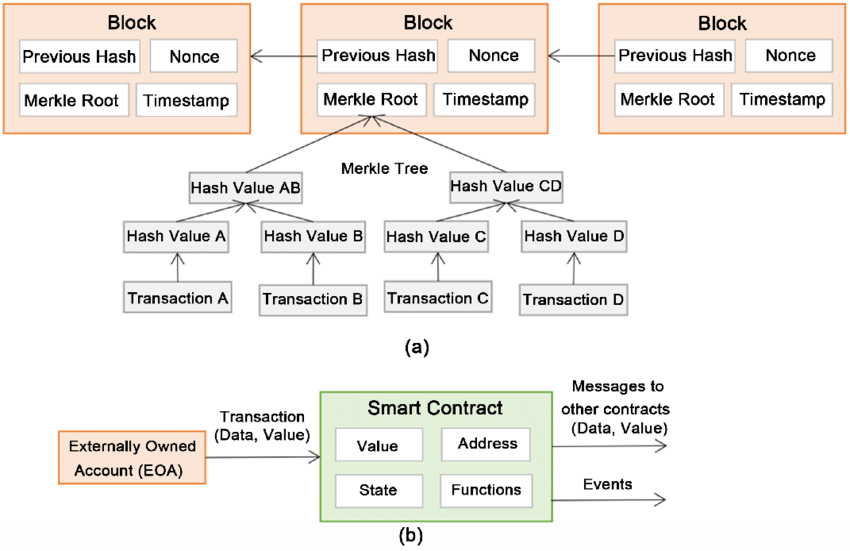 Block
Block
Block
Previous Hash
Nonce
Previous Hash
Nonce
Previous Hash
Nonce
Merkle Root
Timestamp
Merkle Root
Timestamp
Merkle Root
Timestamp
Merkle Tree
Hash Value AB
Hash Value CD
Hash Value A
Hash Value B
Hash Value C
Hash Value D
Transaction A
Transaction B
Transaction C
Transaction D
(a)
Externally Owned
Account (EOA)
Transaction
(Data, Value)
Smart Contract
Value
Address
State
Functions
Messages to
other contracts
(Data, Value)
Events
(b)